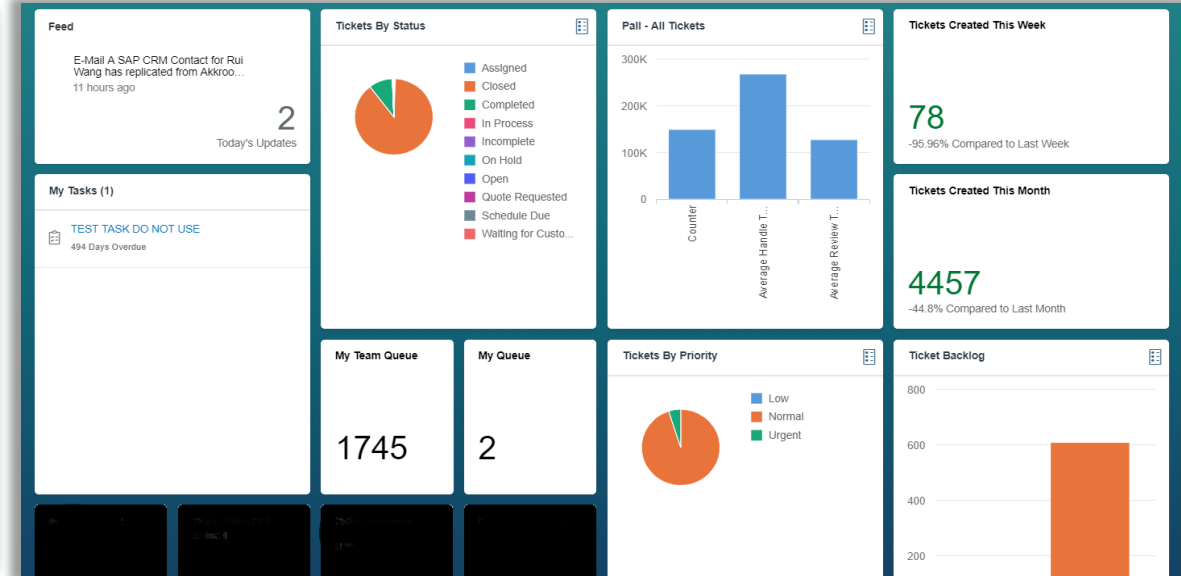 Feed
E-Mail A SAP CRM Contact for Rui
Wang has replicated from Akkroo...
11 hours ago
2
Today's Updates
My Tasks (1)
TEST TASK DO NOT USE
494 Days Overdue
Tickets By Status
Assigned
Closed
Completed
In Process
Incomplete
On Hold
Open
Quote Requested
Schedule Due
Waiting for Custo...
My Team Queue
1745
My Queue
2
Pall - All Tickets
300K
200K
100K
0
Counter
Average Handle T...
Average Review T...
Tickets By Priority
Low
Normal
Urgent
Tickets Created This Week
78
-95.96% Compared to Last Week
Tickets Created This Month
4457
-44.8% Compared to Last Month
Ticket Backlog
800
600
400
200